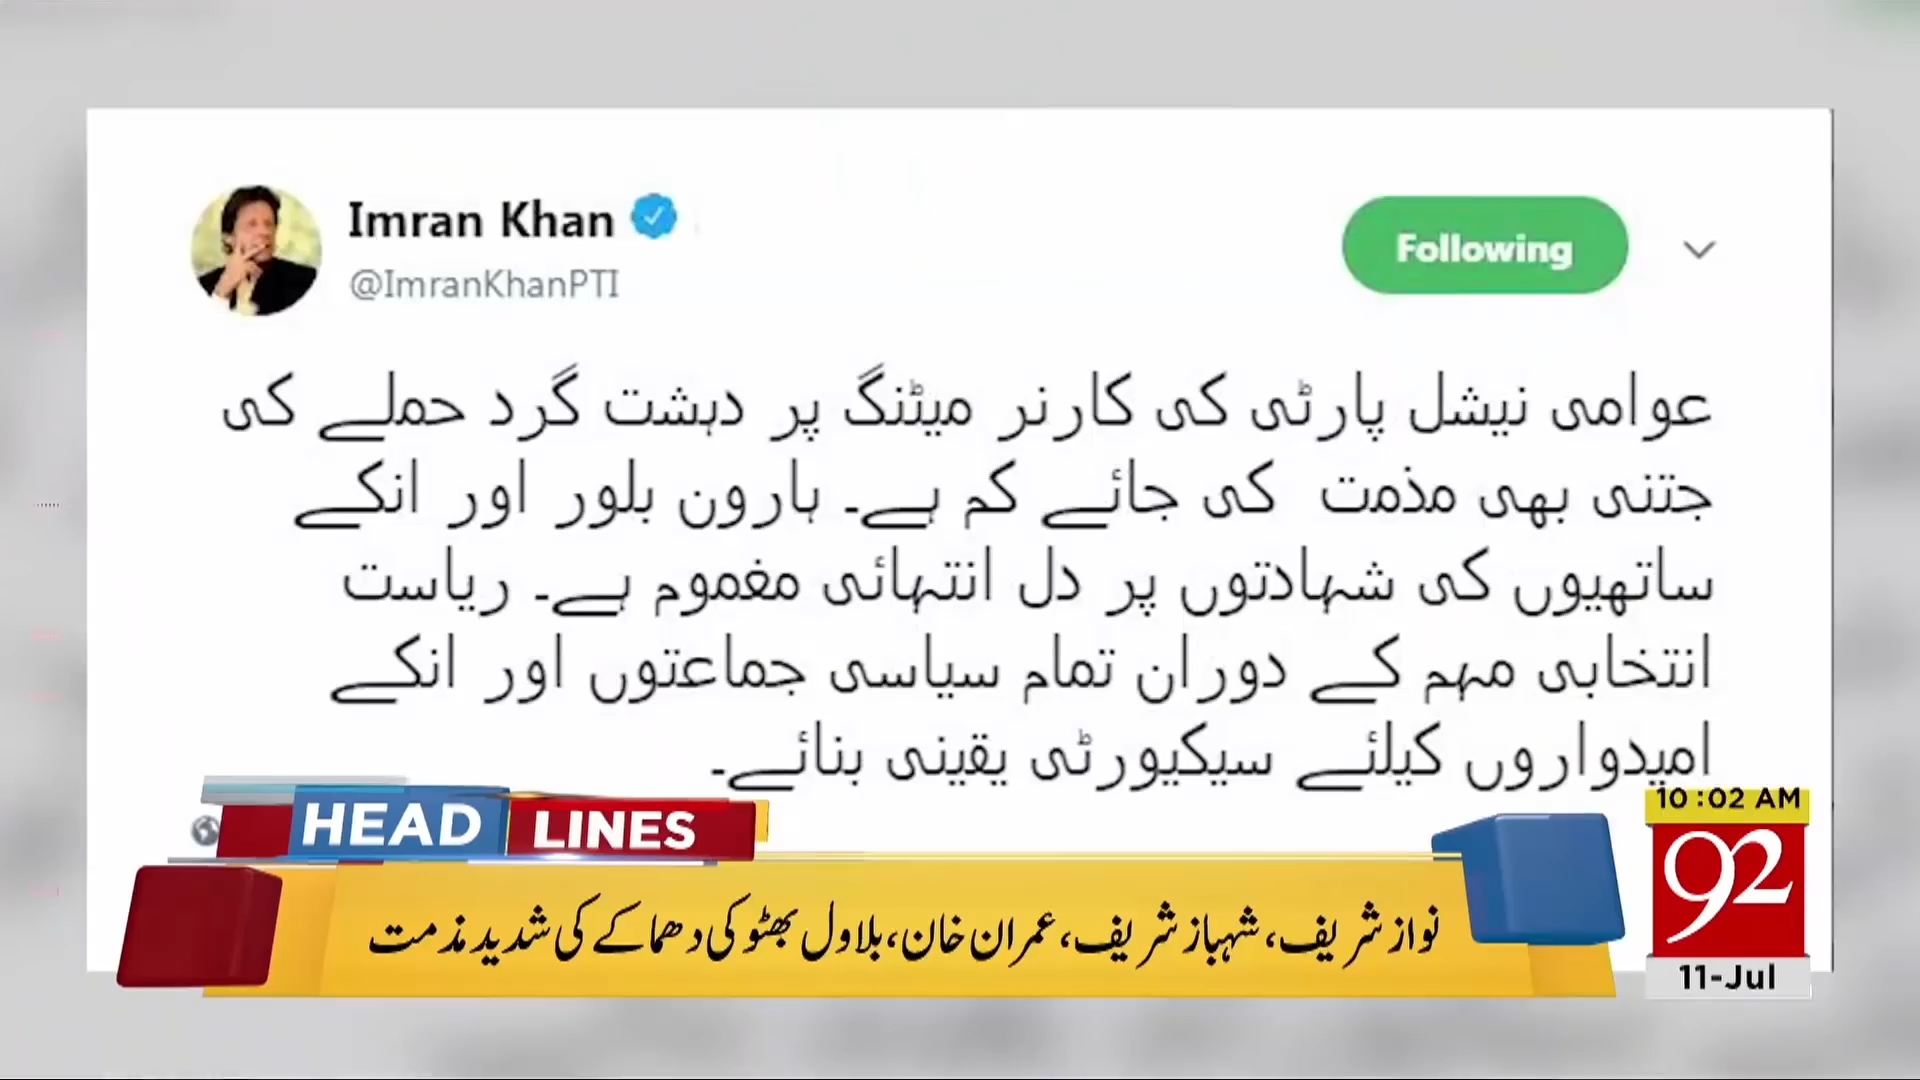 Imran Khan
@ImranKhanPTI
Following
عوامی نیشل پارٹی کی کارنر میٹنگ پر دہشت گرد حملے کی
جتنی بھی مذمت کی جائے کم ہے۔ ہارون بلور اور انکے
ساتھیوں کی شہادتوں پر دل انتہائی مغموم ہے۔ ریاست
انتخابی مہم کے دوران تمام سیاسی جماعتوں اور انکے
امیدواروں کیلئے سیکیورٹی یقینی بنائے۔
HEAD LINES
10:02 AM
92
نواز شریف، شہباز شریف، عمران خان، بلاول بھٹو کی دھماکے کی شدید مذمت
11-Jul